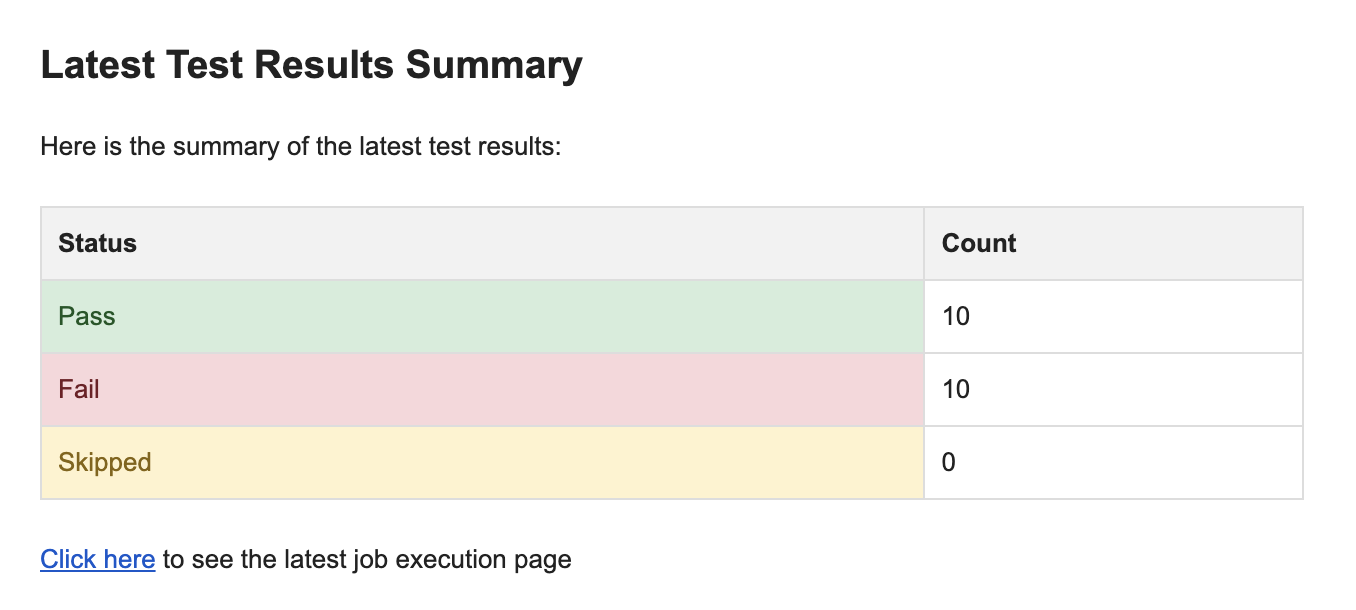 Latest Test Results Summary
Here is the summary of the latest test results:
Status Count
Pass 10
Fail 10
Skipped 0
Click here to see the latest job execution page